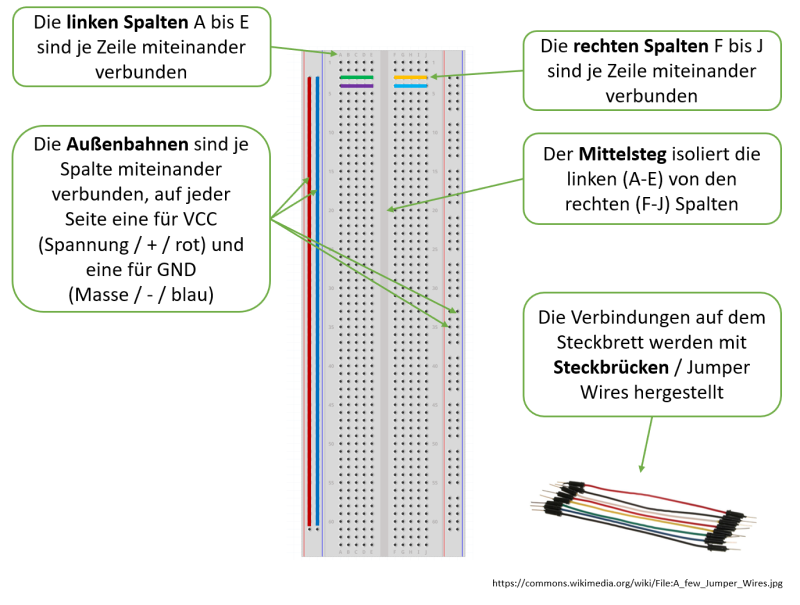 Die linken Spalten A bis E
sind je Zeile miteinander
verbunden
Die rechten Spalten F bis J
sind je Zeile miteinander
verbunden
Die Außenbahnen sind je
Spalte miteinander
verbunden, auf jeder
Seite eine für VCC
(Spannung / + / rot) und
eine für GND
(Masse / - / blau)
Der Mittelsteg isoliert die
linken (A-E) von den
rechten (F-J) Spalten
Die Verbindungen auf dem
Steckbrett werden mit
Steckbrücken / Jumper
Wires hergestellt
https://commons.wikimedia.org/wiki/File:A_few_Jumper_Wires.jpg